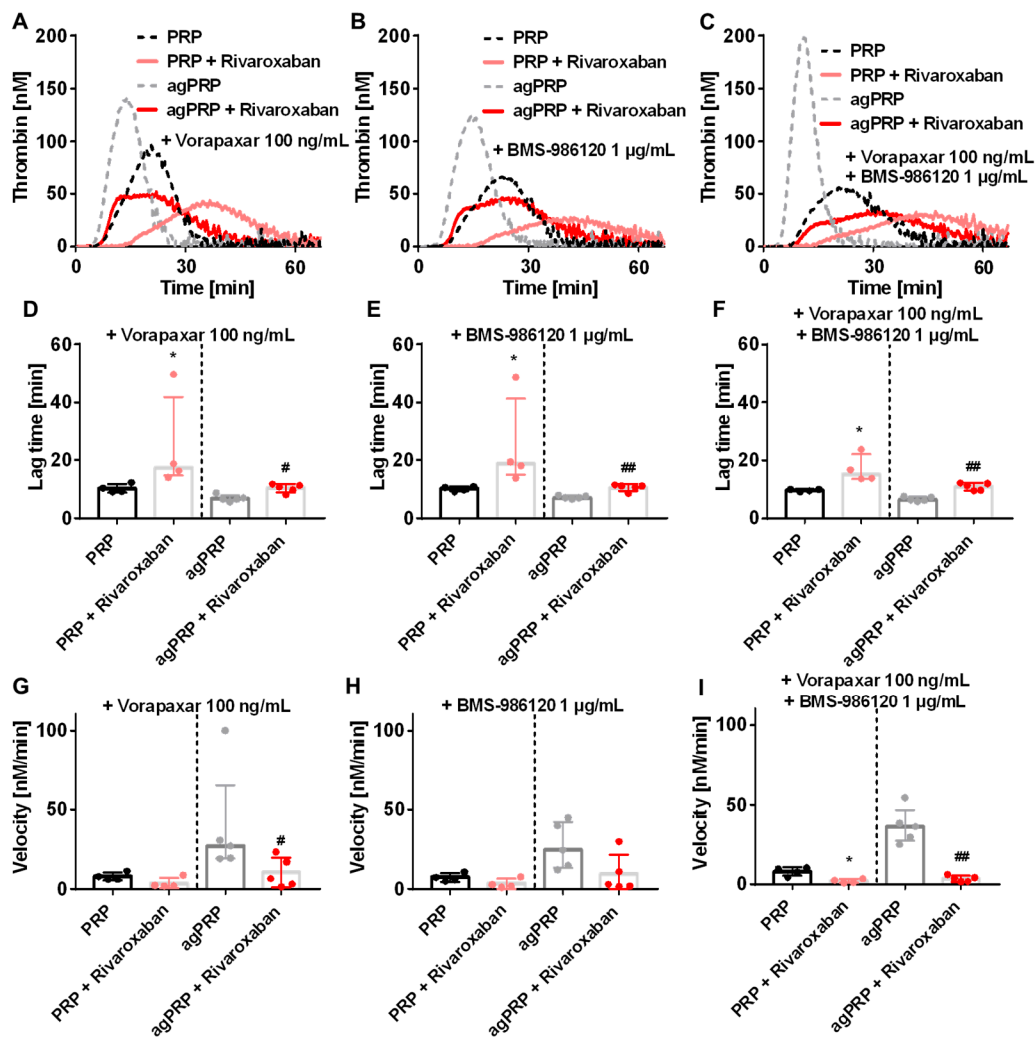 A
B
C
Thrombin [nM]
200
150
100
50
0
0
30
60
Time [min]
PRP
PRP + Rivaroxaban
agPRP
agPRP + Rivaroxaban
+ Vorapaxar 100 ng/mL
Thrombin [nM]
200
150
100
50
0
0
30
60
Time [min]
PRP
PRP + Rivaroxaban
agPRP
agPRP + Rivaroxaban
+ BMS-986120 1 µg/mL
Thrombin [nM]
200
150
100
50
0
0
30
60
Time [min]
PRP
PRP + Rivaroxaban
agPRP
agPRP + Rivaroxaban
+ Vorapaxar 100 ng/mL
+ BMS-986120 1 µg/mL
D
+ Vorapaxar 100 ng/mL
Lag time [min]
60
40
20
0
*
#
PRP
PRP + Rivaroxaban
agPRP
agPRP + Rivaroxaban
E
+ BMS-986120 1 µg/mL
Lag time [min]
60
40
20
0
*
##
PRP
PRP + Rivaroxaban
agPRP
agPRP + Rivaroxaban
F
+ Vorapaxar 100 ng/mL
+ BMS-986120 1 µg/mL
Lag time [min]
60
40
20
0
*
##
PRP
PRP + Rivaroxaban
agPRP
agPRP + Rivaroxaban
G
+ Vorapaxar 100 ng/mL
Velocity [nM/min]
100
50
0
#
PRP
PRP + Rivaroxaban
agPRP
agPRP + Rivaroxaban
H
+ BMS-986120 1 µg/mL
Velocity [nM/min]
100
50
0
PRP
PRP + Rivaroxaban
agPRP
agPRP + Rivaroxaban
I
+ Vorapaxar 100 ng/mL
+ BMS-986120 1 µg/mL
Velocity [nM/min]
100
50
0
*
##
PRP
PRP + Rivaroxaban
agPRP
agPRP + Rivaroxaban